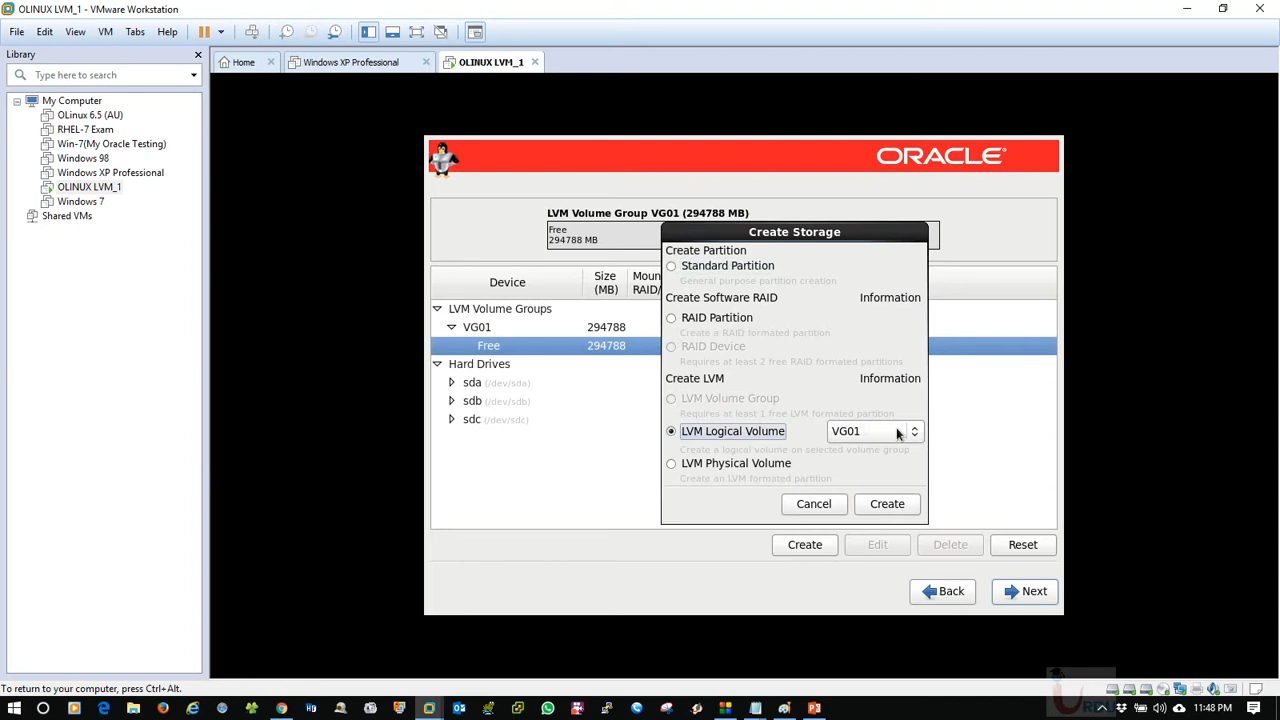 OLINUX LVM_1 - VMware Workstation
File Edit View VM Tabs Help
Library
Type here to search
My Computer
OLinux 6.5 (AU)
RHEL-7 Exam
Win-7(My Oracle Testing)
Windows 98
Windows XP Professional
OLINUX LVM_1
Windows 7
Shared VMs
Home Windows XP Professional OLINUX LVM_1
ORACLE
LVM Volume Group VG01 (294788 MB)
Free
294788 MB
Device
Size
(MB)
Moun
RAID/
LVM Volume Groups
VG01 294788
Free 294788
Hard Drives
sda (/dev/sda)
sdb (/dev/sdb)
sdc (/dev/sdc)
Create Storage
Create Partition
Standard Partition
General purpose partition creation
Create Software RAID Information
RAID Partition
Create a RAID formated partition
RAID Device
Requires at least 2 free RAID formated partitions
Create LVM Information
LVM Volume Group
Requires at least 1 free LVM formated partition
LVM Logical Volume VG01
Create a logical volume on selected volume group
LVM Physical Volume
Create an LVM formated partition
Cancel Create
Create Edit Delete Reset
Back Next
To return to your computer, press Ctrl+Alt.
11:48 PM